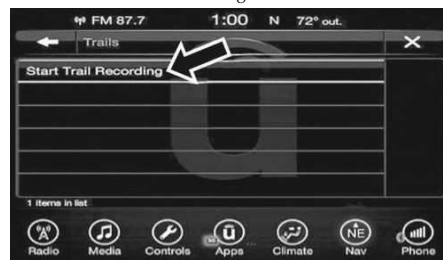 FM 87.7 1:00 N 72° out.
Trails
Start Trail Recording
1 items in list
Radio Media Controls Apps Climate Nav Phone